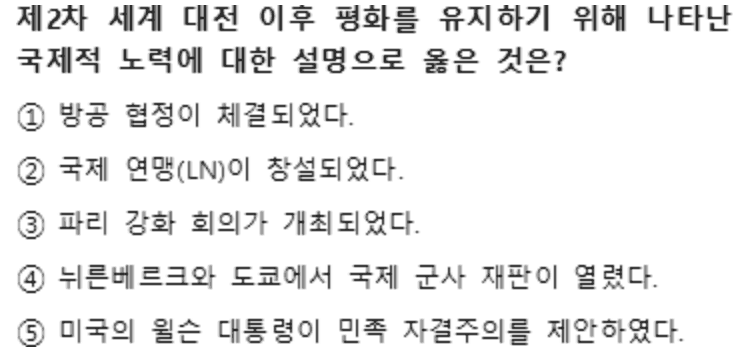 제2차 세계 대전 이후 평화를 유지하기 위해 나타난
국제적 노력에 대한 설명으로 옳은 것은?
① 방공 협정이 체결되었다.
② 국제 연맹(LN)이 창설되었다.
③ 파리 강화 회의가 개최되었다.
④ 뉘른베르크와 도쿄에서 국제 군사 재판이 열렸다.
⑤ 미국의 윌슨 대통령이 민족 자결주의를 제안하였다.